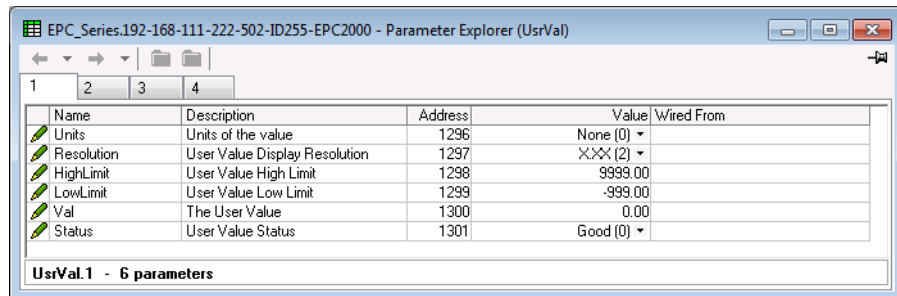 EPC_Series.192-168-111-222-502-ID255-EPC2000 - Parameter Explorer (UsrVal)
1 2 3 4
Name Description Address Value Wired From
Units Units of the value 1296 None (0)
Resolution User Value Display Resolution 1297 X.XX (2)
HighLimit User Value High Limit 1298 9999.00
LowLimit User Value Low Limit 1299 -999.00
Val The User Value 1300 0.00
Status User Value Status 1301 Good (0)
UsrVal.1 - 6 parameters